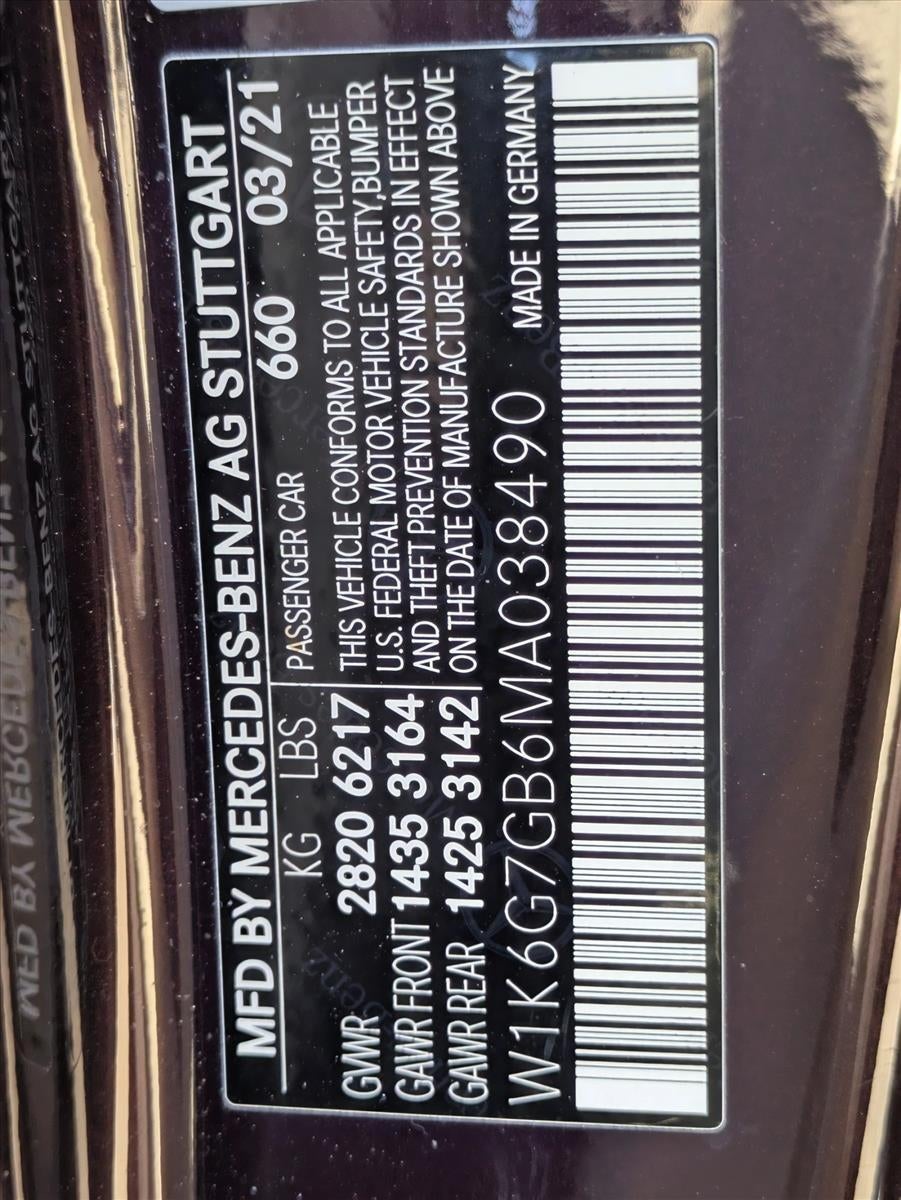 MFD BY MERCEDES-BENZ AG STUTTGART
KG LBS PASSENGER CAR 660 03/21
GWWR 2820 6217 THIS VEHICLE CONFORMS TO ALL APPLICABLE
GAWR FRONT 1435 3164 U.S. FEDERAL MOTOR VEHICLE SAFETY, BUMPER
GAWR REAR 1425 3142 AND THEFT PREVENTION STANDARDS IN EFFECT
ON THE DATE OF MANUFACTURE SHOWN ABOVE
W1K6G7GB6MA038490 MADE IN GERMANY